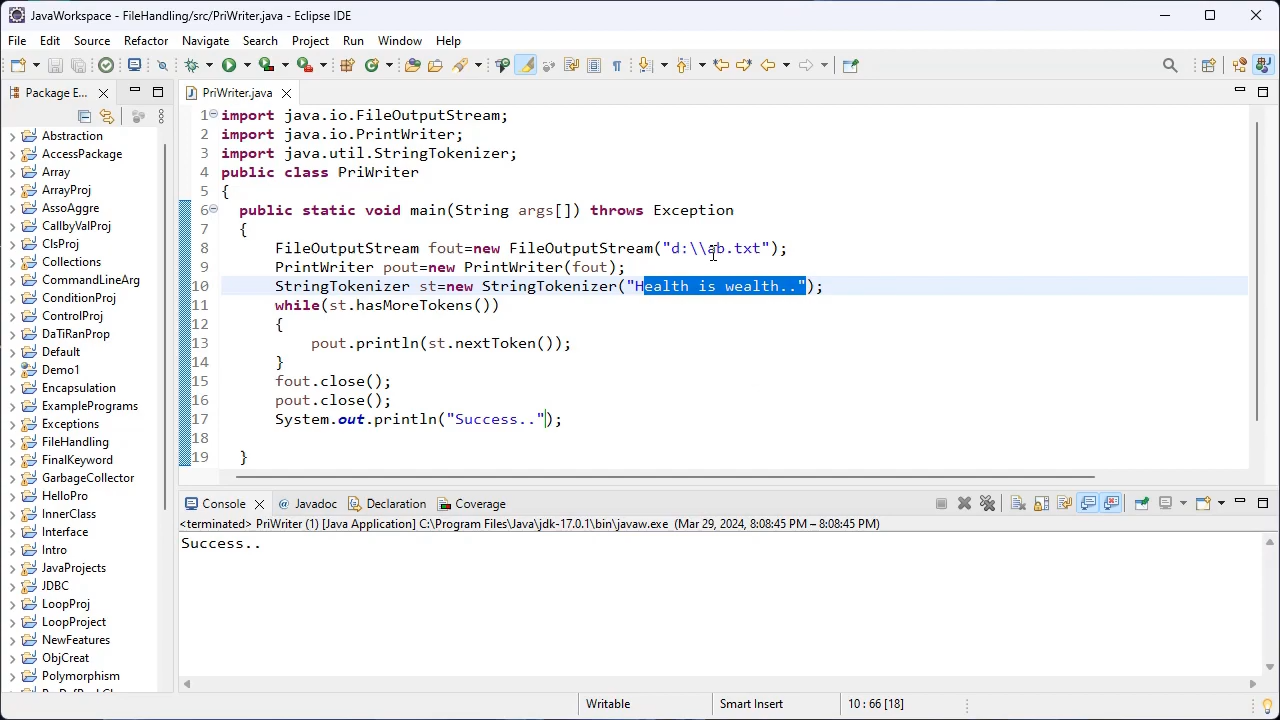 JavaWorkspace - FileHandling/src/PriWriter.java - Eclipse IDE
File Edit Source Refactor Navigate Search Project Run Window Help
Package E...
PriWriter.java
Abstraction
AccessPackage
Array
ArrayProj
AssoAggre
CallbyValProj
ClsProj
Collections
CommandLineArg
ConditionProj
ControlProj
DaTiRanProp
Default
Demo1
Encapsulation
ExamplePrograms
Exceptions
FileHandling
FinalKeyword
GarbageCollector
HelloPro
InnerClass
Interface
Intro
JavaProjects
JDBC
LoopProj
LoopProject
NewFeatures
ObjCreat
Polymorphism
1 import java.io.FileOutputStream;
2 import java.io.PrintWriter;
3 import java.util.StringTokenizer;
4 public class PriWriter
5 {
6 public static void main(String args[]) throws Exception
7 {
8 FileOutputStream fout=new FileOutputStream("d:\\ab.txt");
9 PrintWriter pout=new PrintWriter(fout);
10 StringTokenizer st=new StringTokenizer("Health is wealth..");
11 while(st.hasMoreTokens())
12 {
13 pout.println(st.nextToken());
14 }
15 fout.close();
16 pout.close();
17 System.out.println("Success..");
18
19 }
Console Javadoc Declaration Coverage
<terminated> PriWriter (1) [Java Application] C:\Program Files\Java\jdk-17.0.1\bin\javaw.exe (Mar 29, 2024, 8:08:45 PM – 8:08:45 PM)
Success..
Writable Smart Insert 10 : 66 [18]